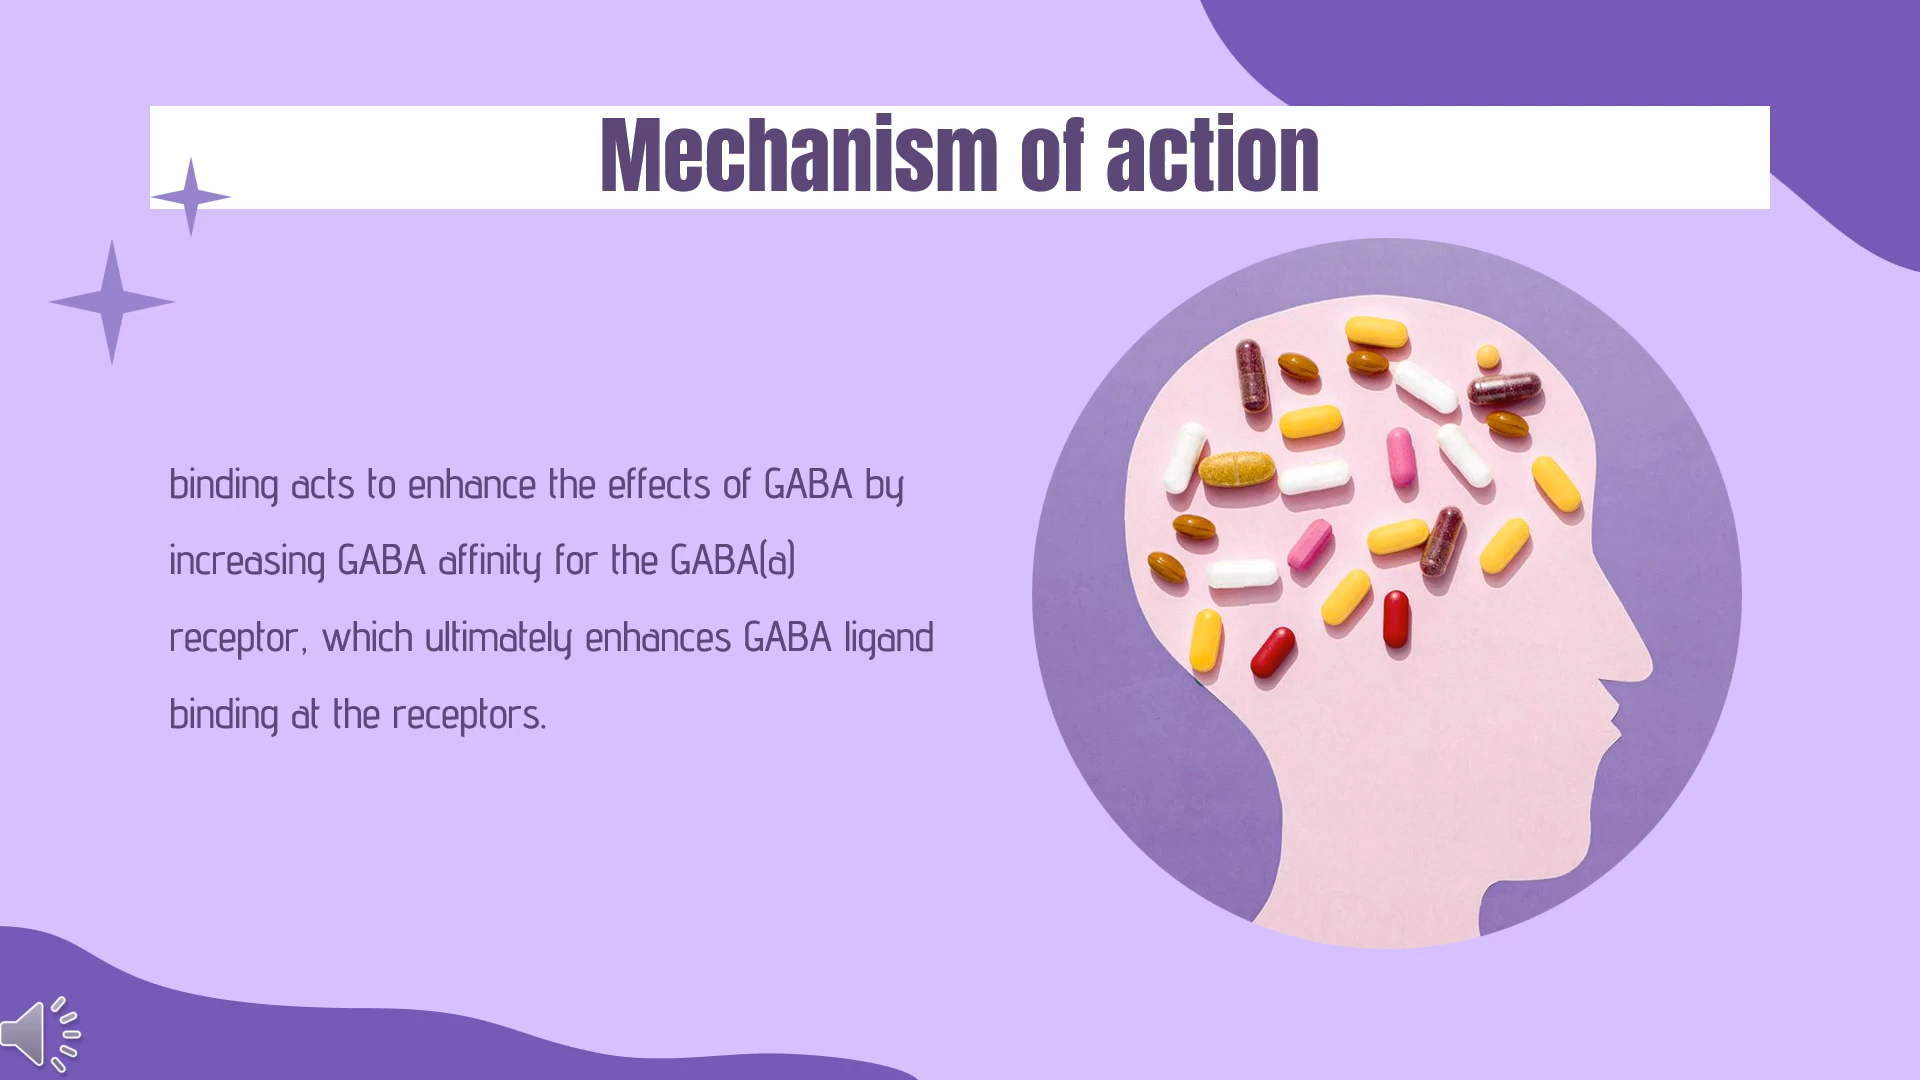 Mechanism of action
binding acts to enhance the effects of GABA by
increasing GABA affinity for the GABA(a)
receptor, which ultimately enhances GABA ligand
binding at the receptors.